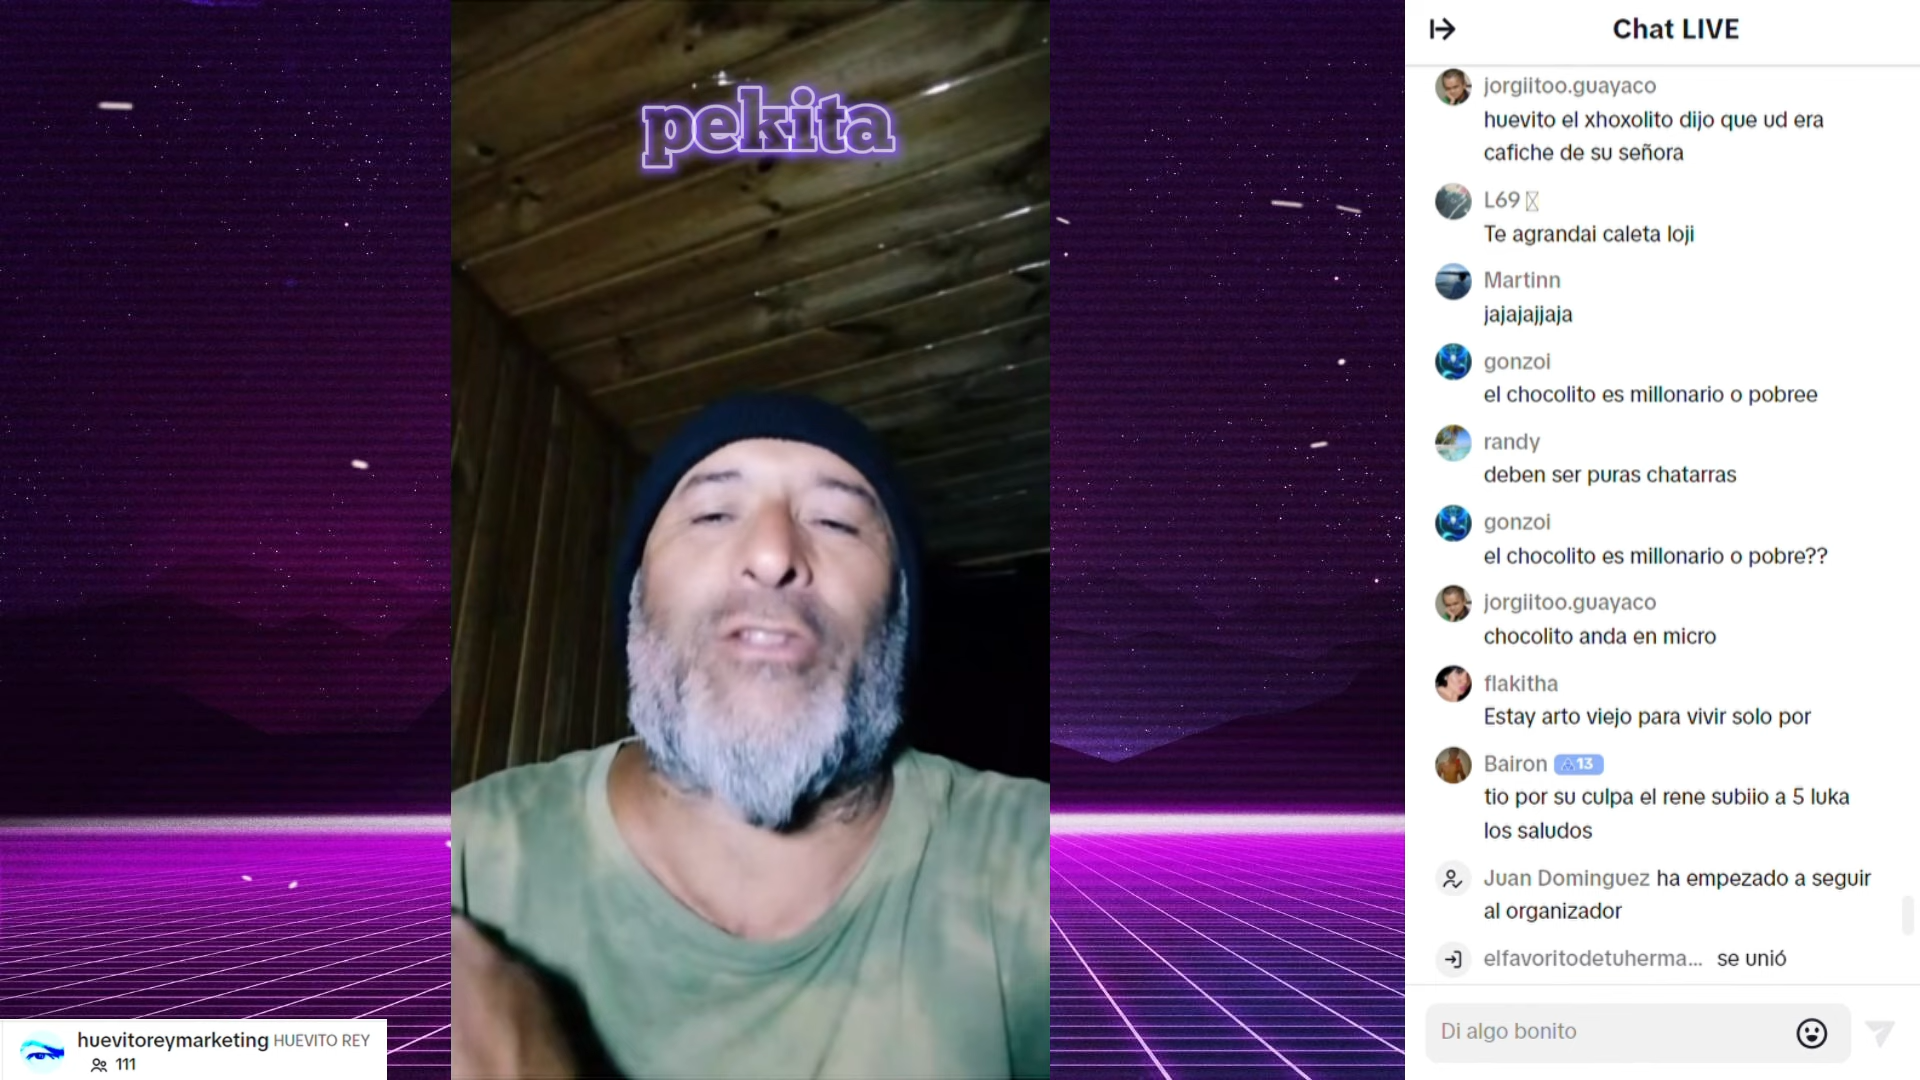 pekita
Chat LIVE
jorgiitoo.guayaco
huevito el xhoxolito dijo que ud era
cafiche de su señora
L69
Te agrandai caleta loji
Martinn
jajajajjaja
gonzoi
el chocolito es millonario o pobree
randy
deben ser puras chatarras
gonzoi
el chocolito es millonario o pobre??
jorgiitoo.guayaco
chocolito anda en micro
flakitha
Estay arto viejo para vivir solo por
Bairon 13
tio por su culpa el rene subiio a 5 luka
los saludos
Juan Dominguez ha empezado a seguir
al organizador
elfavoritodetuherma... se unió
Di algo bonito
huevitoreymarketing HUEVITO REY
111